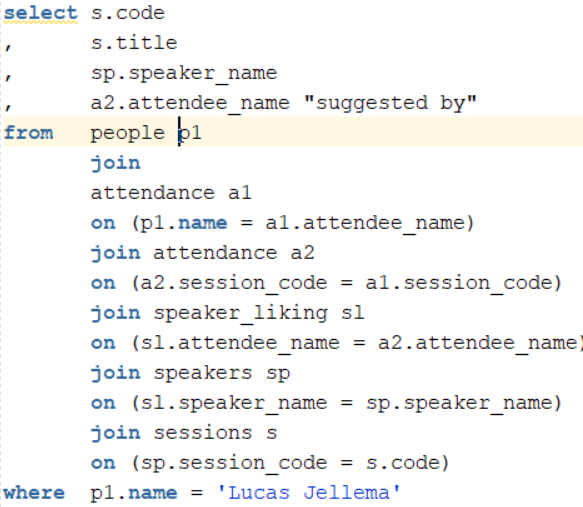 select s.code
,      s.title
,      sp.speaker_name
,      a2.attendee_name "suggested by"
from   people p1
       join
       attendance a1
       on (p1.name = a1.attendee_name)
       join attendance a2
       on (a2.session_code = a1.session_code)
       join speaker_liking sl
       on (sl.attendee_name = a2.attendee_name)
       join speakers sp
       on (sl.speaker_name = sp.speaker_name)
       join sessions s
       on (sp.session_code = s.code)
where  p1.name = 'Lucas Jellema'